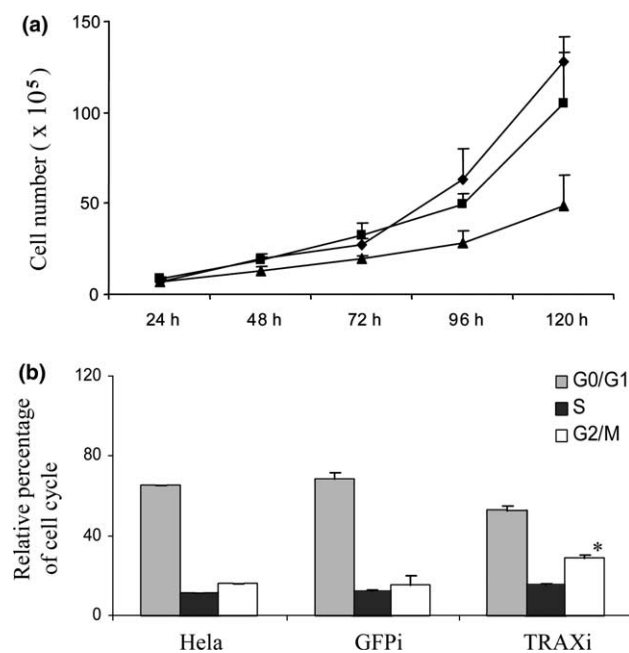 (a)
Cell number ( x 10⁵)
150
100
50
0
24 h 48 h 72 h 96 h 120 h
(b)
Relative percentage
of cell cycle
120
80
40
0
G0/G1
S
G2/M
*
Hela GFPi TRAXi